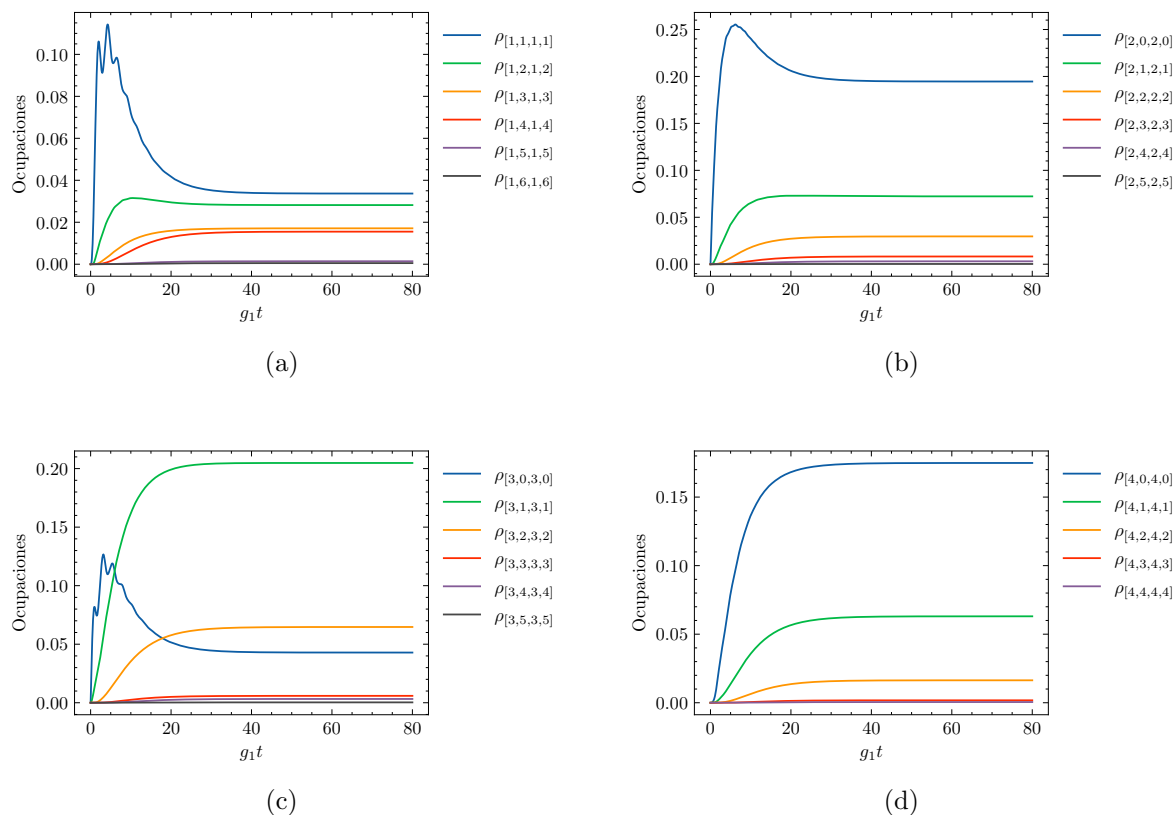 0.10
0.08
0.06
0.04
0.02
0.00
Ocupaciones
0 20 40 60 80
g₁t
ρ[1,1,1,1]
ρ[1,2,1,2]
ρ[1,3,1,3]
ρ[1,4,1,4]
ρ[1,5,1,5]
ρ[1,6,1,6]
(a)
0.25
0.20
0.15
0.10
0.05
0.00
Ocupaciones
0 20 40 60 80
g₁t
ρ[2,0,2,0]
ρ[2,1,2,1]
ρ[2,2,2,2]
ρ[2,3,2,3]
ρ[2,4,2,4]
ρ[2,5,2,5]
(b)
0.20
0.15
0.10
0.05
0.00
Ocupaciones
0 20 40 60 80
g₁t
ρ[3,0,3,0]
ρ[3,1,3,1]
ρ[3,2,3,2]
ρ[3,3,3,3]
ρ[3,4,3,4]
ρ[3,5,3,5]
(c)
0.15
0.10
0.05
0.00
Ocupaciones
0 20 40 60 80
g₁t
ρ[4,0,4,0]
ρ[4,1,4,1]
ρ[4,2,4,2]
ρ[4,3,4,3]
ρ[4,4,4,4]
(d)